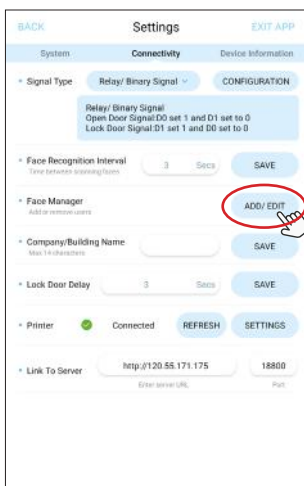 BACK Settings EXIT APP
System Connectivity Device Information
Signal Type Relay/ Binary Signal CONFIGURATION
Relay/ Binary Signal
Open Door Signal:D0 set 1 and D1 set to 0
Lock Door Signal:D1 set 1 and D0 set to 0
Face Recognition Interval 3 Secs SAVE
Time between scanning faces
Face Manager ADD/ EDIT
Add or remove users
Company/Building Name SAVE
Max 14 characters
Lock Door Delay 3 Secs SAVE
Printer Connected REFRESH SETTINGS
Link To Server http://120.55.171.175 18800
Enter server URL Port